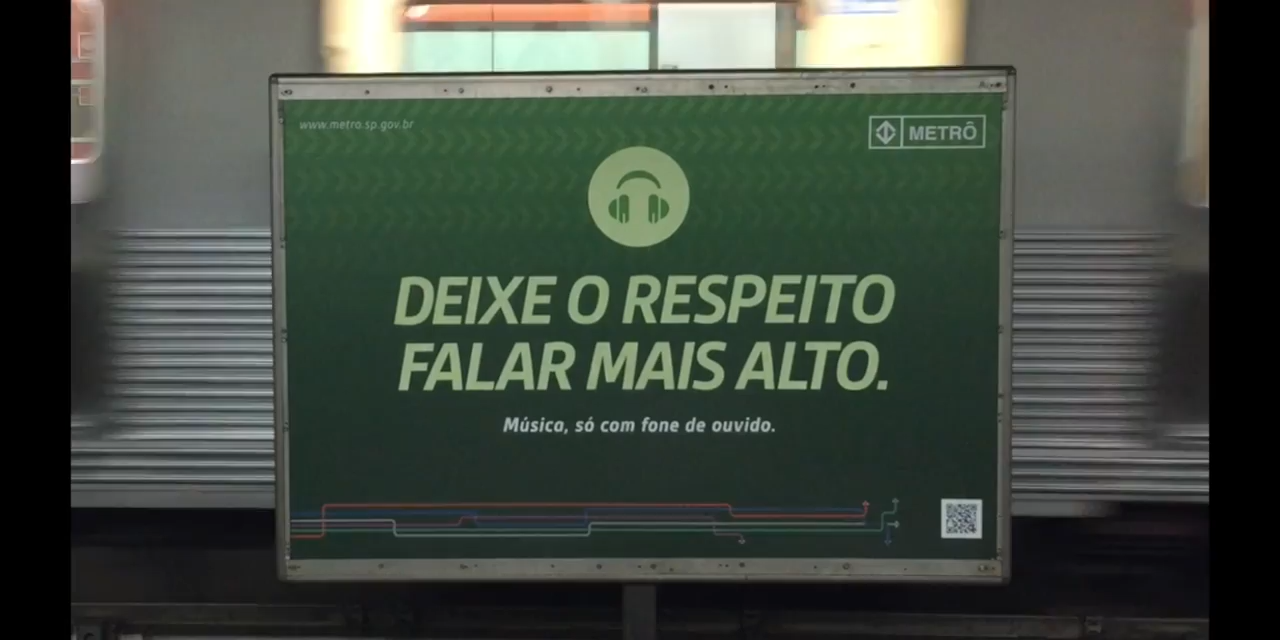 www.metro.sp.gov.br
METRÔ
DEIXE O RESPEITO
FALAR MAIS ALTO.
Música, só com fone de ouvido.